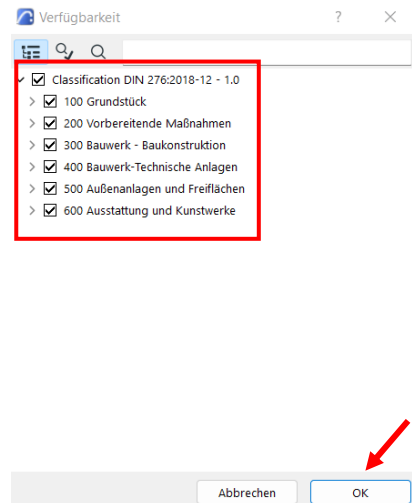 Verfügbarkeit
Classification DIN 276:2018-12 - 1.0
100 Grundstück
200 Vorbereitende Maßnahmen
300 Bauwerk - Baukonstruktion
400 Bauwerk-Technische Anlagen
500 Außenanlagen und Freiflächen
600 Ausstattung und Kunstwerke
Abbrechen OK